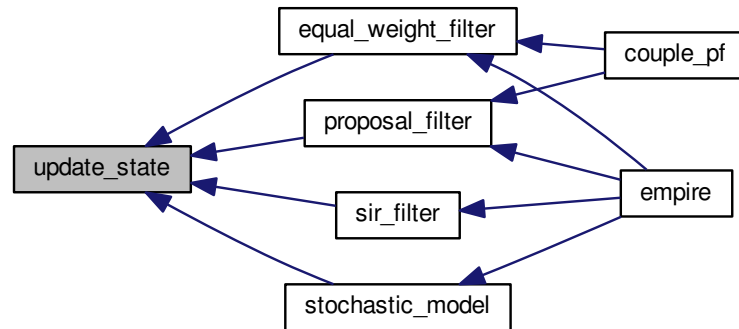 equal_weight_filter
couple_pf
proposal_filter
update_state
empire
sir_filter
stochastic_model